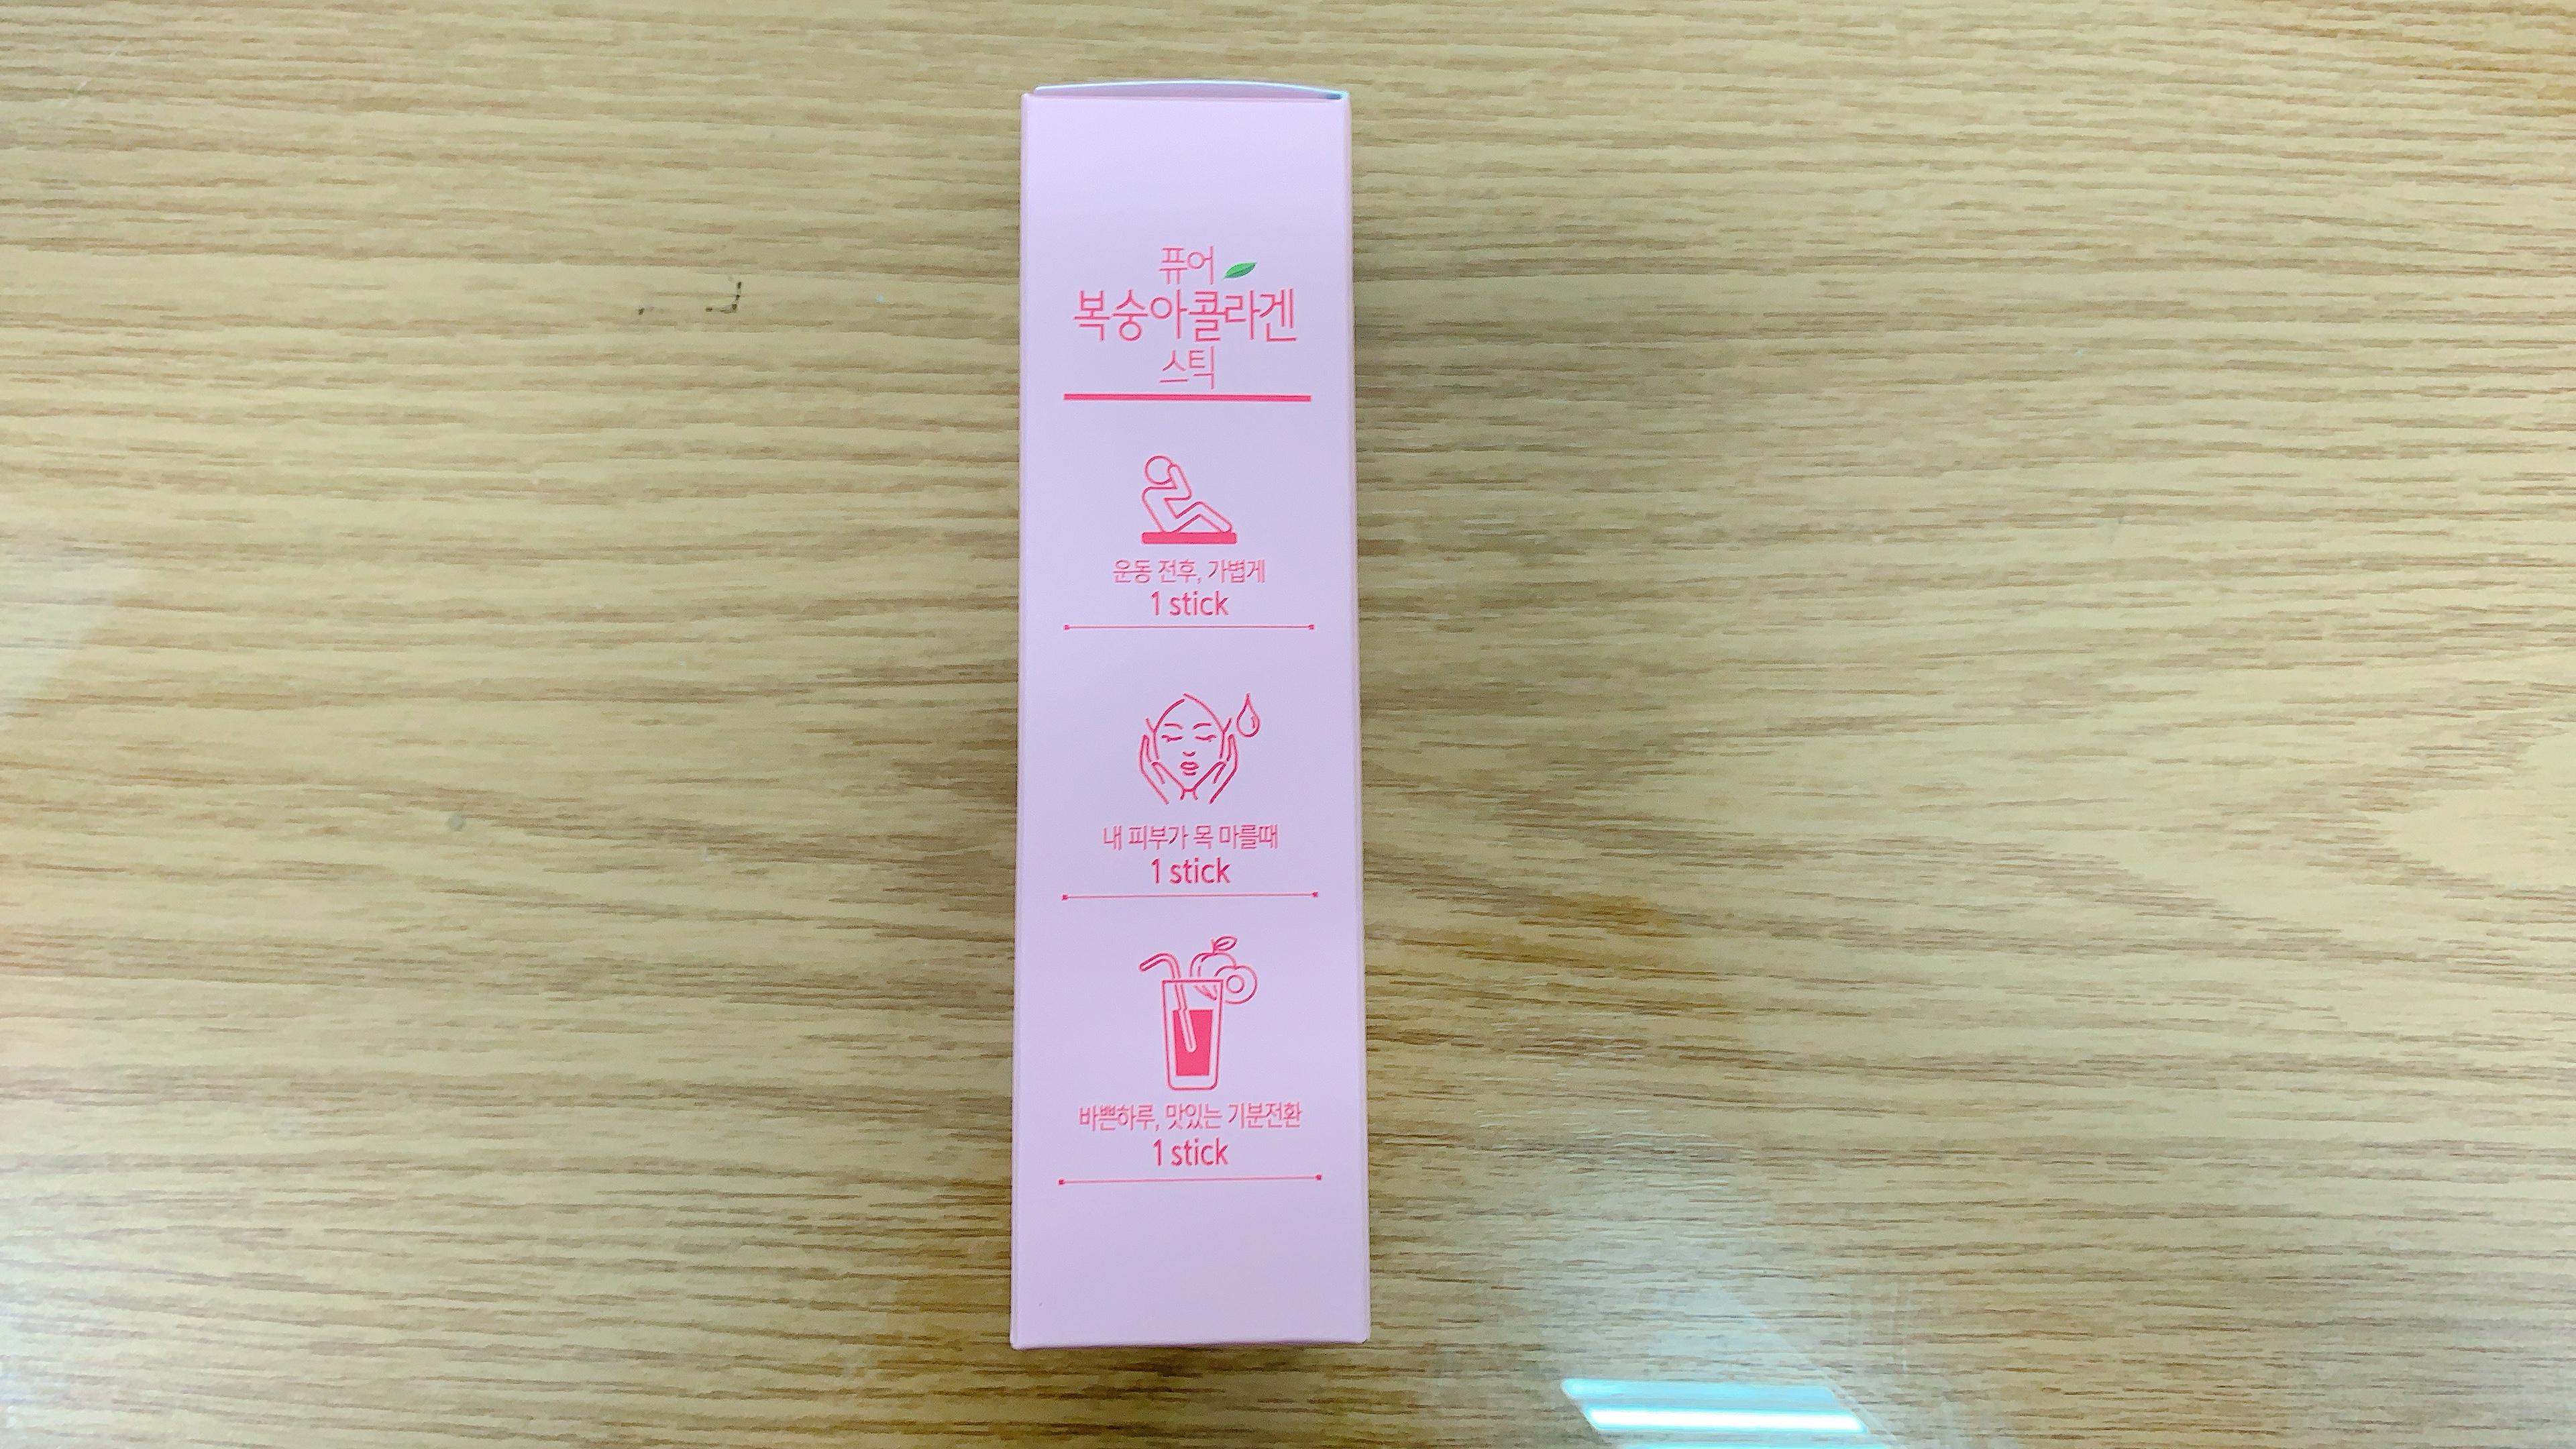 퓨어
복숭아콜라겐
스틱
운동 전후, 가볍게
1 stick
내 피부가 목 마를때
1 stick
바쁜하루, 맛있는 기분전환
1 stick